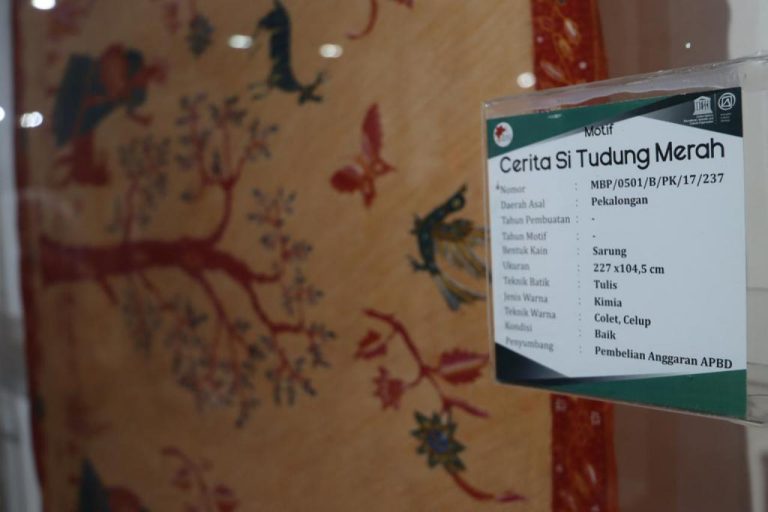 Motif
Cerita Si Tudung Merah
Nomor : MBP/0501/B/PK/17/237
Daerah Asal : Pekalongan
Tahun Pembuatan : -
Tahun Motif : -
Bentuk Kain : Sarung
Ukuran : 227 x104,5 cm
Teknik Batik : Tulis
Jenis Warna : Kimia
Teknik Warna : Colet, Celup
Kondisi : Baik
Penyumbang : Pembelian Anggaran APBD